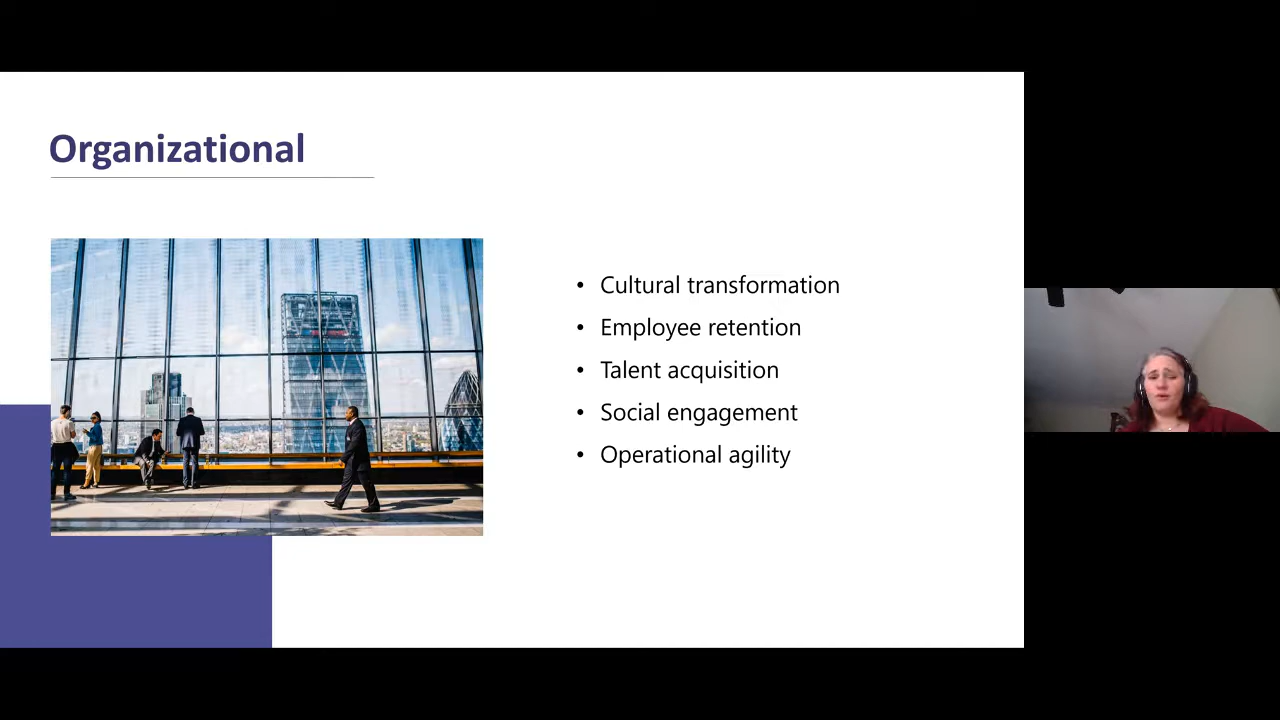 Organizational
• Cultural transformation
• Employee retention
• Talent acquisition
• Social engagement
• Operational agility